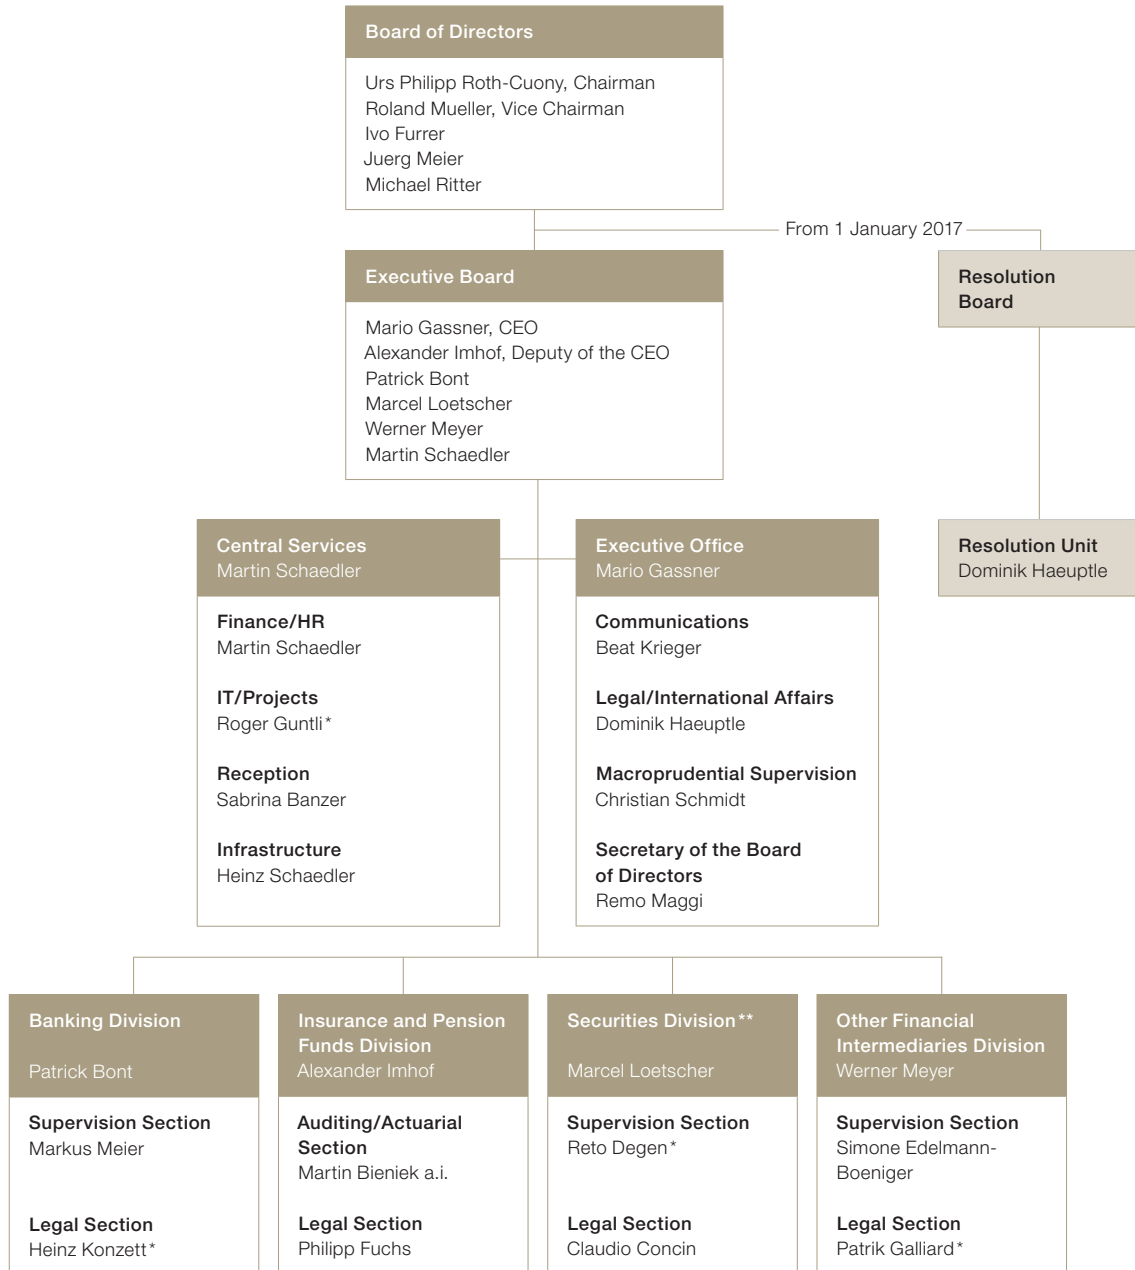 Board of Directors
Urs Philipp Roth-Cuony, Chairman
Roland Mueller, Vice Chairman
Ivo Furrer
Juerg Meier
Michael Ritter
From 1 January 2017
Executive Board
Mario Gassner, CEO
Alexander Imhof, Deputy of the CEO
Patrick Bont
Marcel Loetscher
Werner Meyer
Martin Schaedler
Resolution
Board
Central Services
Martin Schaedler
Finance/HR
Martin Schaedler
IT/Projects
Roger Guntli*
Reception
Sabrina Banzer
Infrastructure
Heinz Schaedler
Executive Office
Mario Gassner
Communications
Beat Krieger
Legal/International Affairs
Dominik Haeuptle
Macroprudential Supervision
Christian Schmidt
Secretary of the Board
of Directors
Remo Maggi
Resolution Unit
Dominik Haeuptle
Banking Division
Patrick Bont
Supervision Section
Markus Meier
Legal Section
Heinz Konzett*
Insurance and Pension
Funds Division
Alexander Imhof
Auditing/Actuarial
Section
Martin Bieniek a.i.
Legal Section
Philipp Fuchs
Securities Division**
Marcel Loetscher
Supervision Section
Reto Degen*
Legal Section
Claudio Concin
Other Financial
Intermediaries Division
Werner Meyer
Supervision Section
Simone Edelmann-
Boeniger
Legal Section
Patrik Galliard*